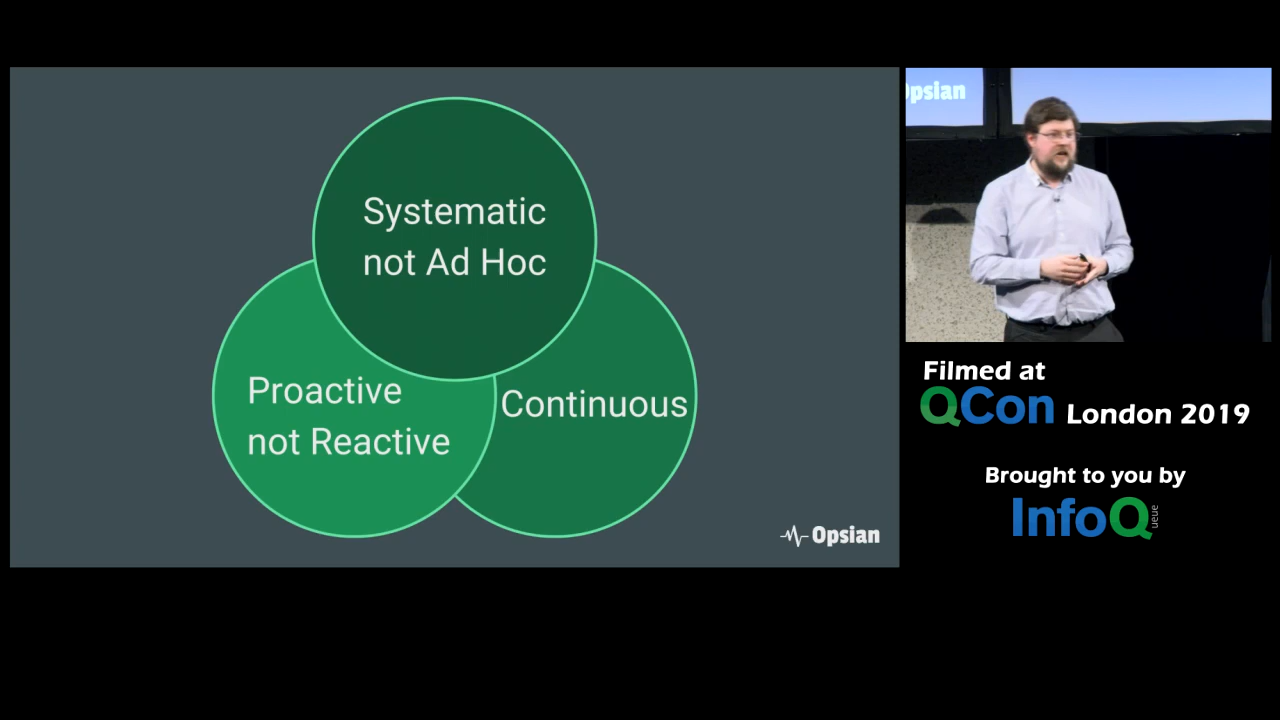 Systematic
not Ad Hoc
Proactive
not Reactive
Continuous
Opsian
Opsian
Filmed at
QCon London 2019
Brought to you by
InfoQ
ueue